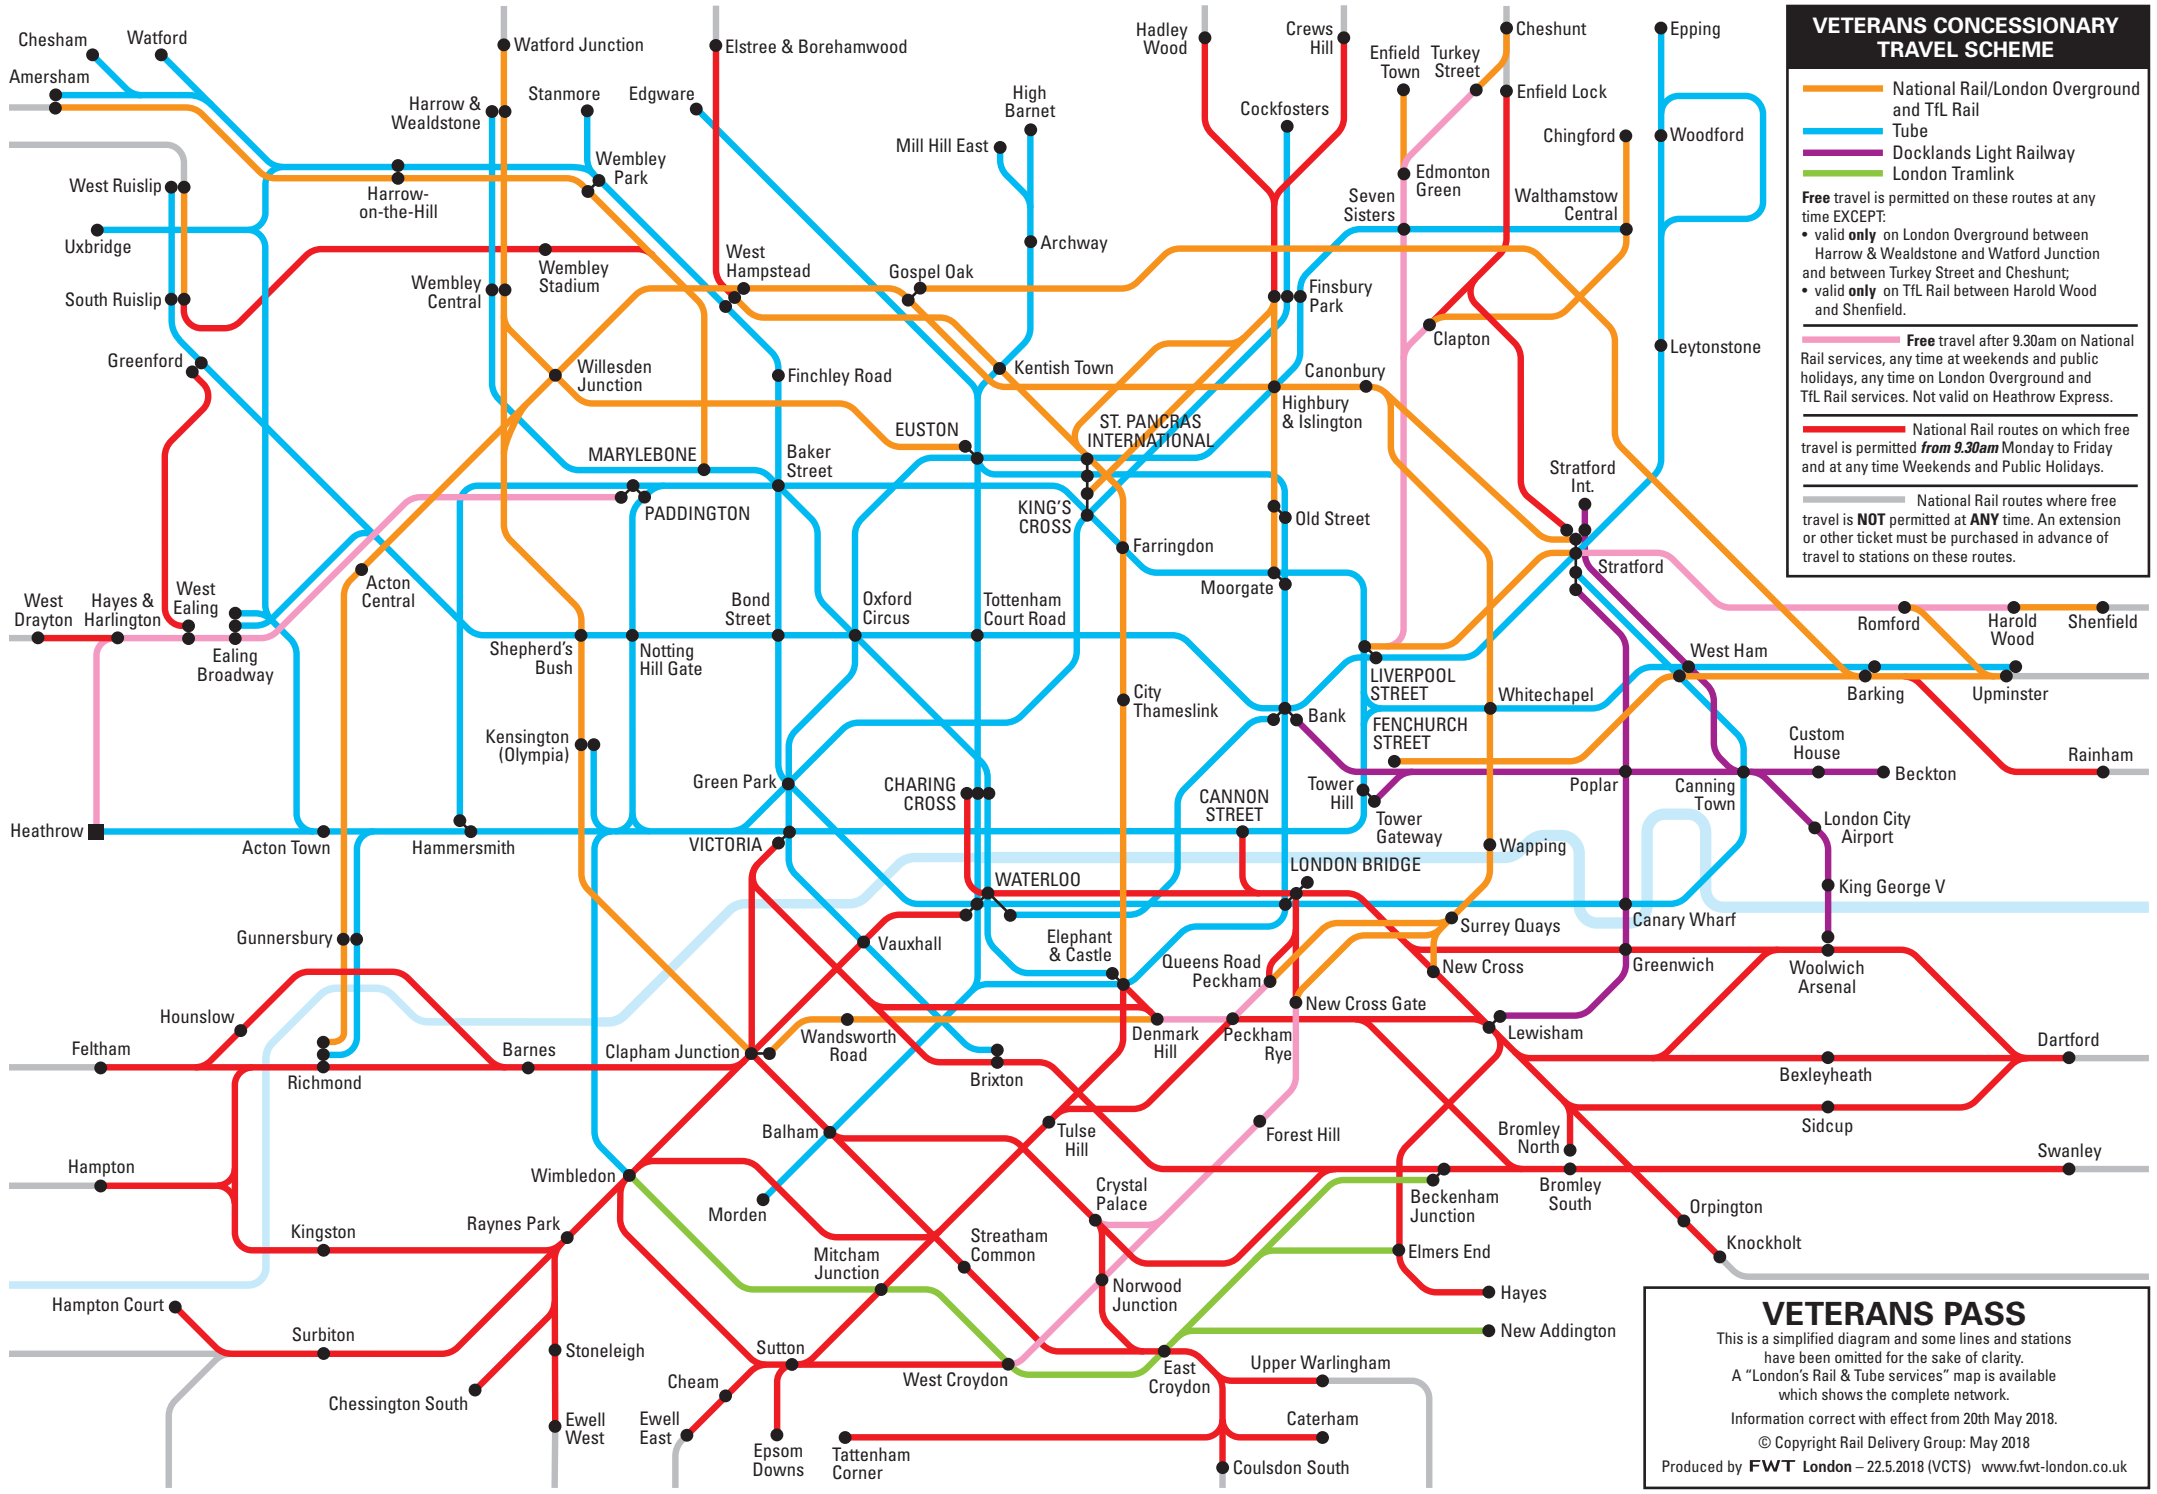 Chesham
Watford
Amersham
Watford Junction
Elstree & Borehamwood
Hadley
Wood
Crews
Hill
Enfield
Town
Turkey
Street
Cheshunt
Epping
Harrow &
Wealdstone
Stanmore
Edgware
High
Barnet
Mill Hill East
Cockfosters
Enfield Lock
Chingford
Woodford
West Ruislip
Harrow-
on-the-Hill
Wembley
Park
Edmonton
Green
Seven
Sisters
Walthamstow
Central
Uxbridge
Archway
South Ruislip
Wembley
Central
Wembley
Stadium
West
Hampstead
Gospel Oak
Finsbury
Park
Clapton
Leytonstone
Greenford
Willesden
Junction
Finchley Road
Kentish Town
Canonbury
Highbury
& Islington
EUSTON
ST. PANCRAS
INTERNATIONAL
MARYLEBONE
Baker
Street
PADDINGTON
KING'S
CROSS
Old Street
Stratford
Int.
Farringdon
Moorgate
Stratford
West
Drayton
Hayes &
Harlington
West
Ealing
Acton
Central
Ealing
Broadway
Shepherd's
Bush
Notting
Hill Gate
Bond
Street
Oxford
Circus
Tottenham
Court Road
LIVERPOOL
STREET
Romford
Harold
Wood
Shenfield
West Ham
Barking
Upminster
City
Thameslink
Bank
Whitechapel
FENCHURCH
STREET
Kensington
(Olympia)
Green Park
CHARING
CROSS
CANNON
STREET
Tower
Hill
Tower
Gateway
Poplar
Canning
Town
Custom
House
Beckton
Rainham
Heathrow
Acton Town
Hammersmith
VICTORIA
Wapping
London City
Airport
WATERLOO
LONDON BRIDGE
King George V
Gunnersbury
Vauxhall
Elephant
& Castle
Queens Road
Peckham
Surrey Quays
Canary Wharf
New Cross
Greenwich
Woolwich
Arsenal
Hounslow
Feltham
Richmond
Barnes
Clapham Junction
Wandsworth
Road
Brixton
Denmark
Hill
Peckham
Rye
New Cross Gate
Lewisham
Bexleyheath
Dartford
Balham
Tulse
Hill
Forest Hill
Bromley
North
Sidcup
Hampton
Wimbledon
Morden
Crystal
Palace
Beckenham
Junction
Bromley
South
Swanley
Kingston
Raynes Park
Mitcham
Junction
Streatham
Common
Norwood
Junction
Elmers End
Orpington
Knockholt
Hampton Court
Surbiton
Stoneleigh
Hayes
New Addington
Chessington South
Sutton
Cheam
West Croydon
East
Croydon
Upper Warlingham
Ewell
West
Ewell
East
Epsom
Downs
Tattenham
Corner
Caterham
Coulsdon South
VETERANS CONCESSIONARY
TRAVEL SCHEME
National Rail/London Overground
and TfL Rail
Tube
Docklands Light Railway
London Tramlink
Free travel is permitted on these routes at any
time EXCEPT:
• valid only on London Overground between
Harrow & Wealdstone and Watford Junction
and between Turkey Street and Cheshunt;
• valid only on TfL Rail between Harold Wood
and Shenfield.
Free travel after 9.30am on National
Rail services, any time at weekends and public
holidays, any time on London Overground and
TfL Rail services. Not valid on Heathrow Express.
National Rail routes on which free
travel is permitted from 9.30am Monday to Friday
and at any time Weekends and Public Holidays.
National Rail routes where free
travel is NOT permitted at ANY time. An extension
or other ticket must be purchased in advance of
travel to stations on these routes.
VETERANS PASS
This is a simplified diagram and some lines and stations
have been omitted for the sake of clarity.
A “London’s Rail & Tube services” map is available
which shows the complete network.
Information correct with effect from 20th May 2018.
© Copyright Rail Delivery Group: May 2018
Produced by FWT London – 22.5.2018 (VCTS) www.fwt-london.co.uk